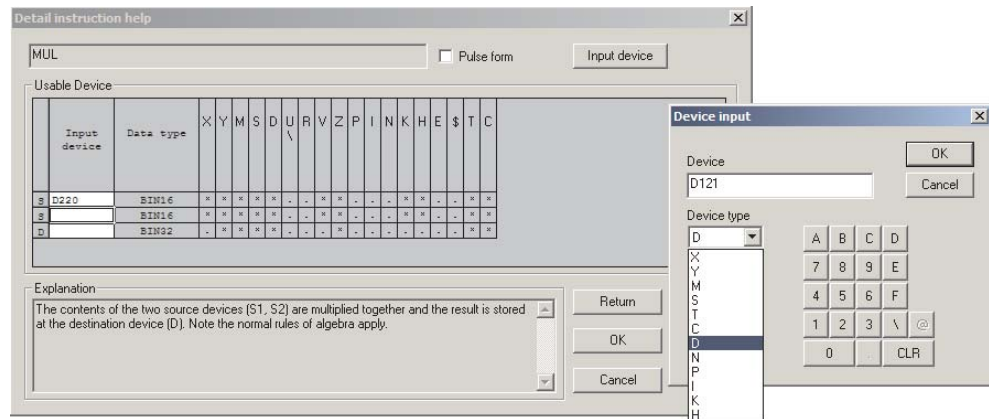 Detail instruction help
MUL
Pulse form
Input device
Usable Device
Input device
Data type
X Y M S D U\ R V Z P I N K H E $ T C
S D220 BIN16 * * * * * - - * * - - - * * - - * *
S BIN16 * * * * * - - * * - - - * * - - * *
D BIN32 - * * * * - - - * - - - - - - - * *
Explanation
The contents of the two source devices (S1, S2) are multiplied together and the result is stored
at the destination device (D). Note the normal rules of algebra apply.
Return
OK
Cancel
Device input
Device
D121
OK
Cancel
Device type
D
X
Y
M
S
T
C
D
N
P
I
K
H
A B C D
7 8 9 E
4 5 6 F
1 2 3 \ @
0 . CLR